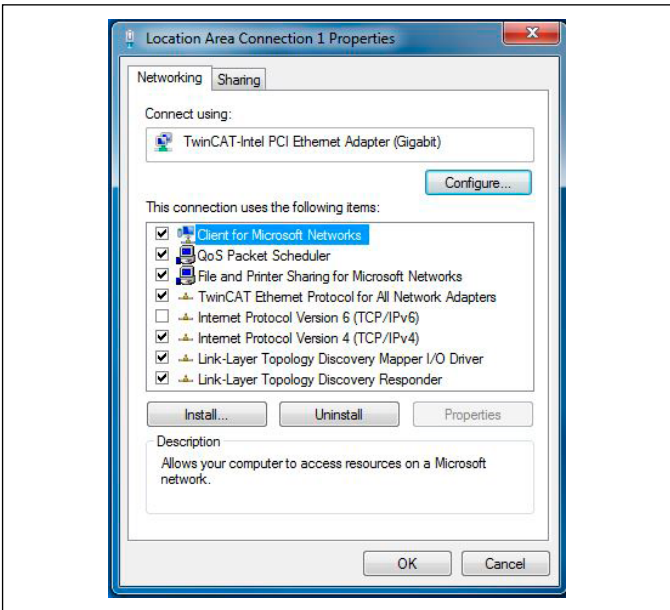 Location Area Connection 1 Properties
Networking
Sharing
Connect using:
TwinCAT-Intel PCI Ethernet Adapter (Gigabit)
Configure...
This connection uses the following items:
Client for Microsoft Networks
QoS Packet Scheduler
File and Printer Sharing for Microsoft Networks
TwinCAT Ethernet Protocol for All Network Adapters
Internet Protocol Version 6 (TCP/IPv6)
Internet Protocol Version 4 (TCP/IPv4)
Link-Layer Topology Discovery Mapper I/O Driver
Link-Layer Topology Discovery Responder
Install...
Uninstall
Properties
Description
Allows your computer to access resources on a Microsoft
network.
OK
Cancel